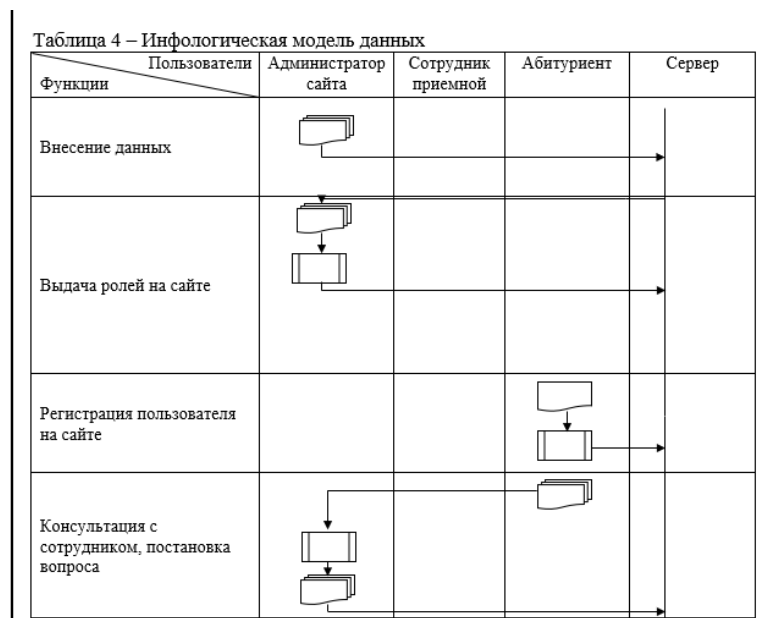 Таблица 4 – Инфологическая модель данных
Пользователи
Функции
Администратор
сайта
Сотрудник
приемной
Абитуриент
Сервер
Внесение данных
Выдача ролей на сайте
Регистрация пользователя
на сайте
Консультация с
сотрудником, постановка
вопроса